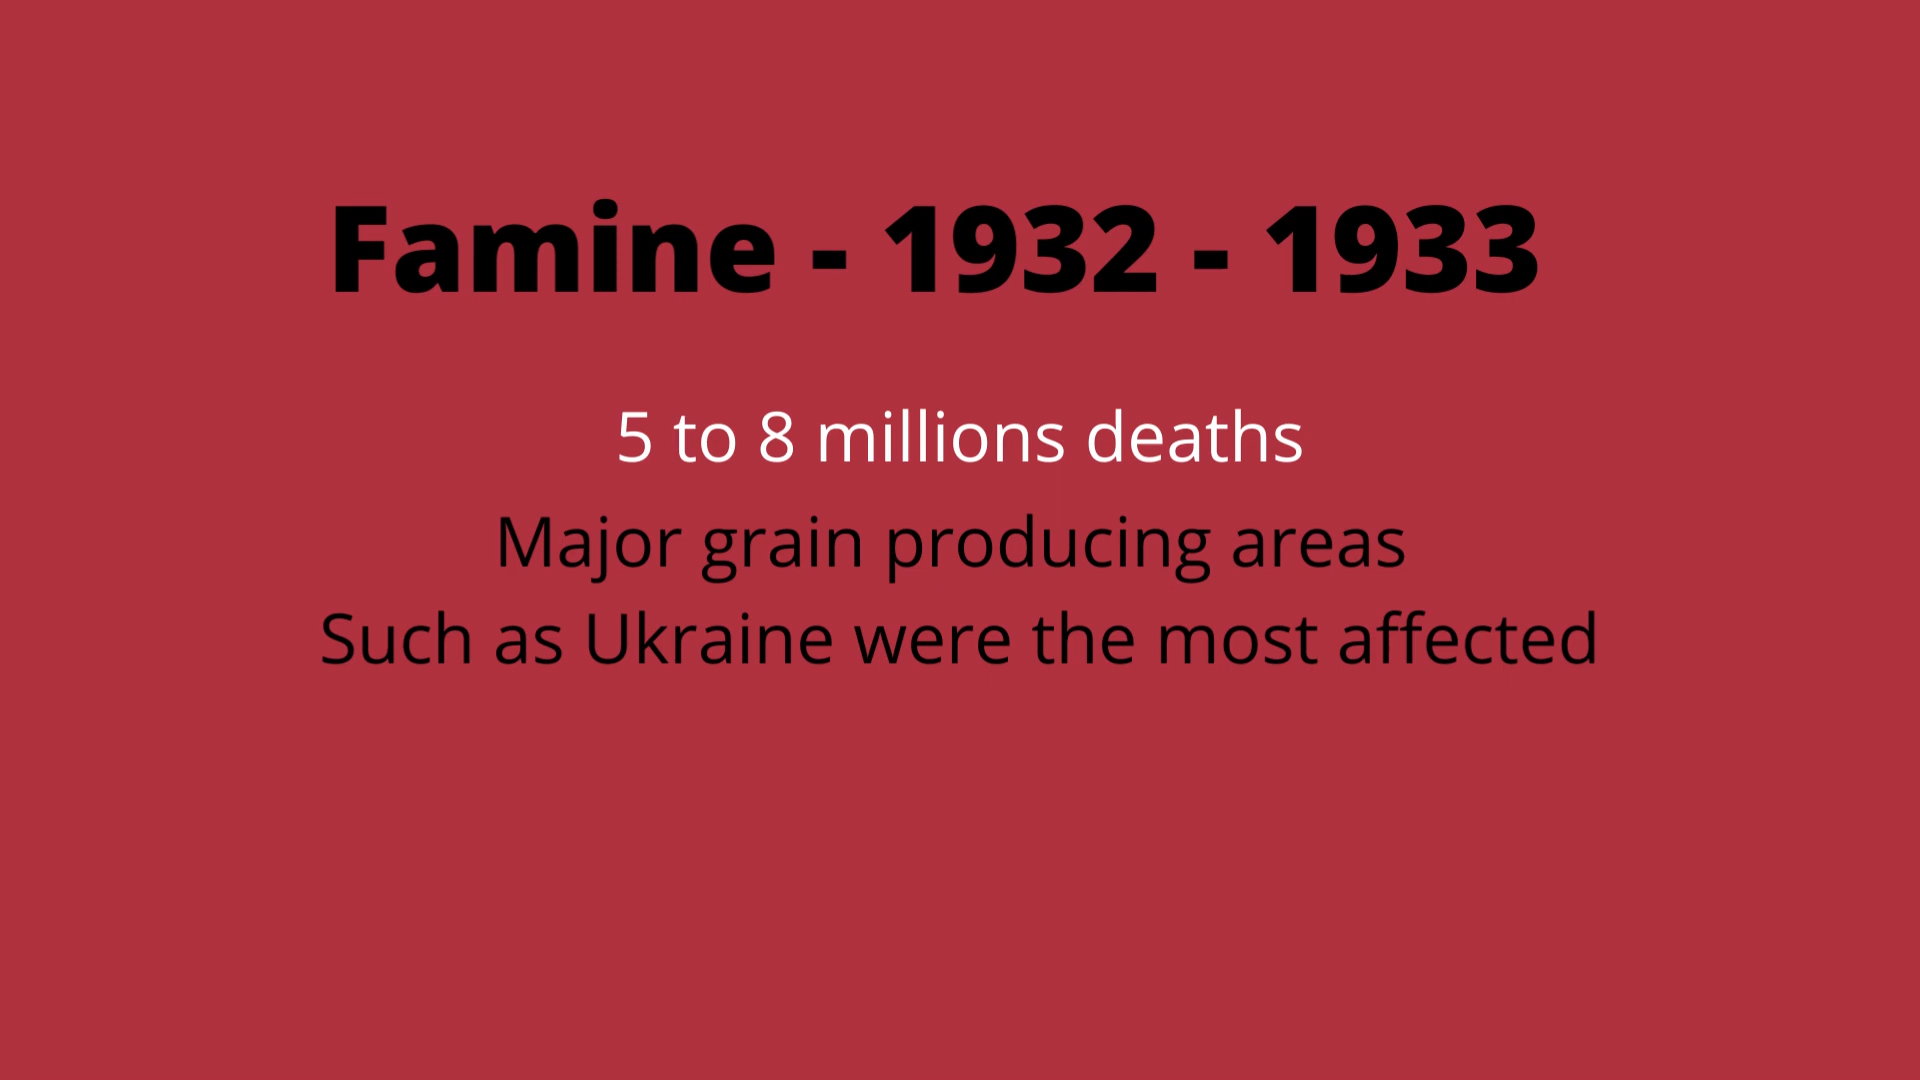 Famine - 1932 - 1933
5 to 8 millions deaths
Major grain producing areas
Such as Ukraine were the most affected